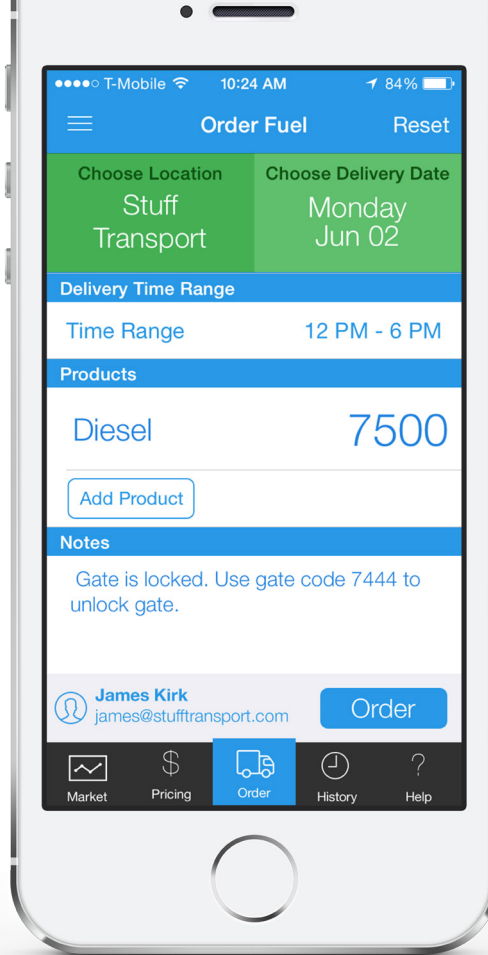 T-Mobile 10:24 AM 84%
Order Fuel Reset
Choose Location
Stuff
Transport
Choose Delivery Date
Monday
Jun 02
Delivery Time Range
Time Range 12 PM - 6 PM
Products
Diesel 7500
Add Product
Notes
Gate is locked. Use gate code 7444 to
unlock gate.
James Kirk
james@stufftransport.com
Order
$ ?
Market Pricing Order History Help